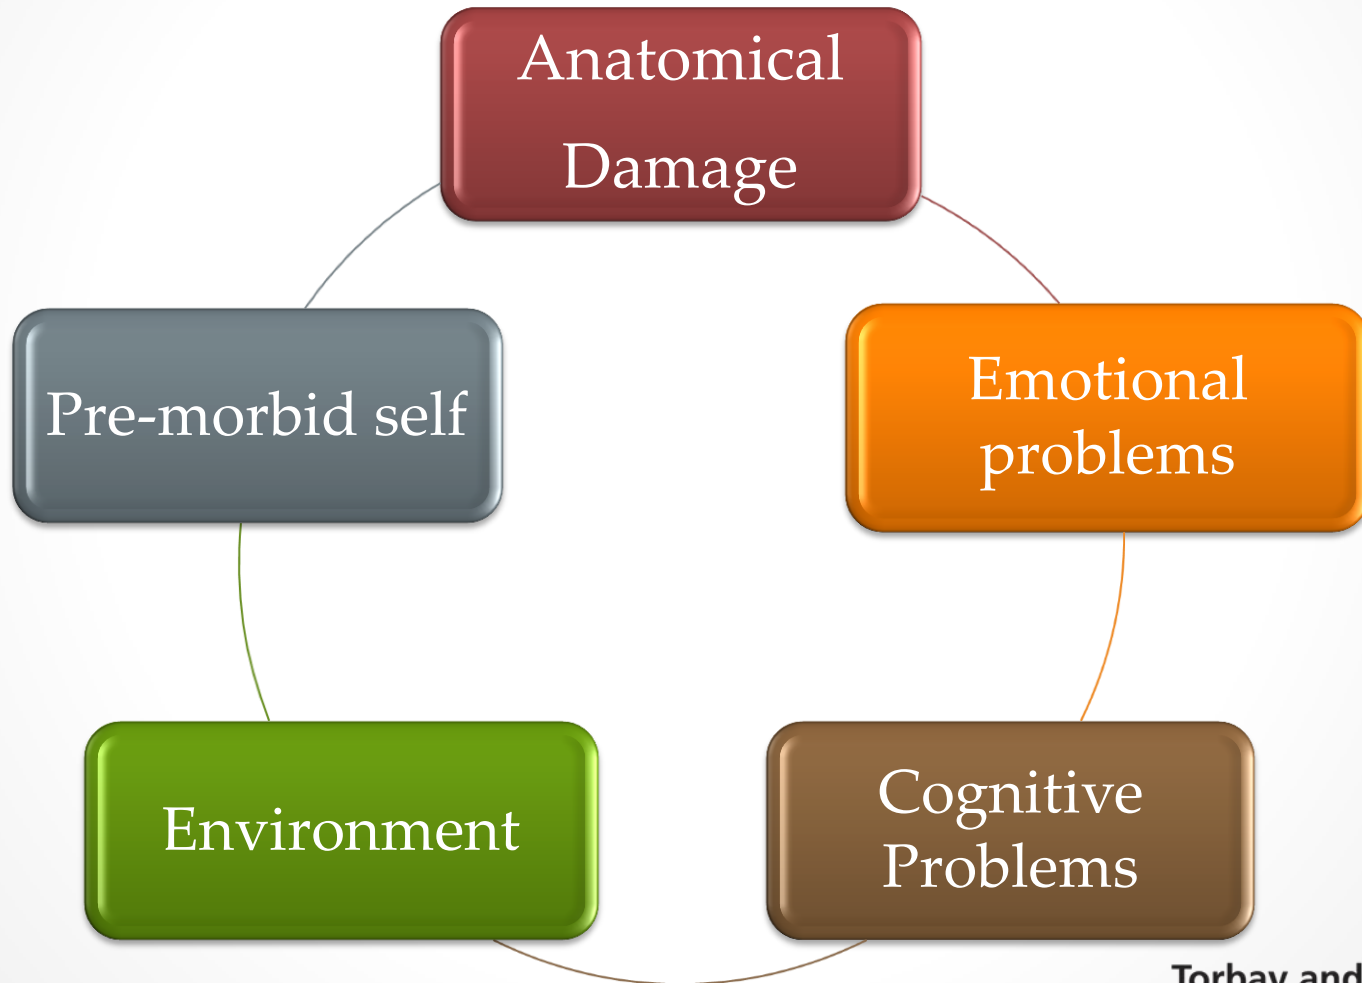 Anatomical
Damage
Pre-morbid self
Emotional
problems
Environment
Cognitive
Problems
Torbay and